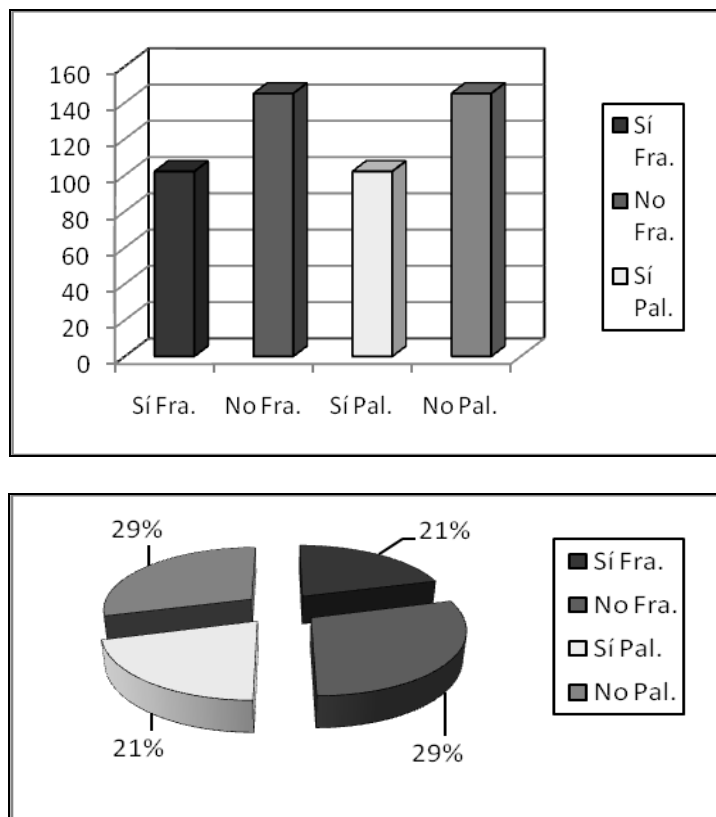 160
140
120
100
80
60
40
20
0
Sí Fra. No Fra. Sí Pal. No Pal.
Sí
Fra.
No
Fra.
Sí
Pal.
29%
21%
21%
29%
Sí Fra.
No Fra.
Sí Pal.
No Pal.